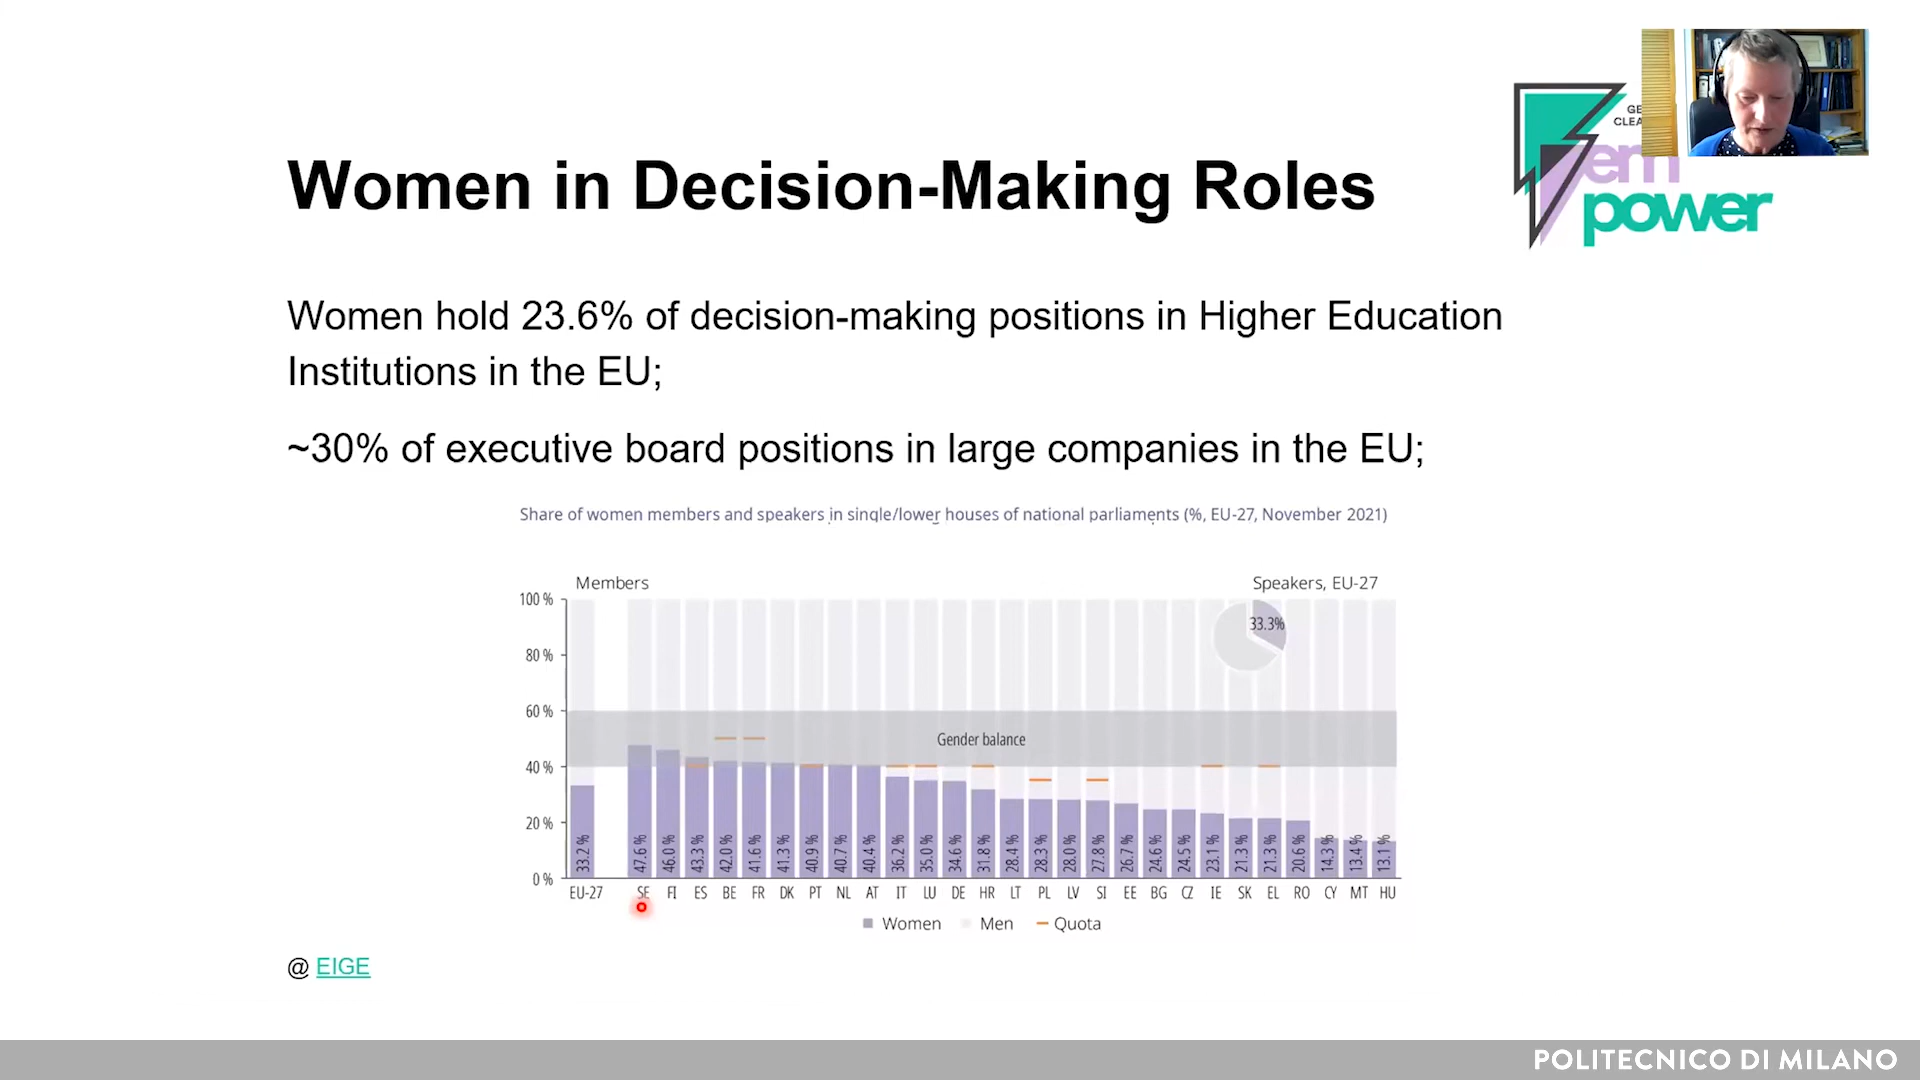 GE
CLEA
em
power
Women in Decision-Making Roles
Women hold 23.6% of decision-making positions in Higher Education
Institutions in the EU;
~30% of executive board positions in large companies in the EU;
Share of women members and speakers in single/lower houses of national parliaments (%, EU-27, November 2021)
Members
Speakers, EU-27
100 %
80 %
60 %
40 %
20 %
0 %
33.3%
Gender balance
33.2 %
47.6 %
46.0 %
43.3 %
42.0 %
41.6 %
41.3 %
40.9 %
40.7 %
40.4 %
36.2 %
35.0 %
34.6 %
31.8 %
28.4 %
28.3 %
28.0 %
27.8 %
26.7 %
24.6 %
24.5 %
23.1 %
21.3 %
21.3 %
20.6 %
14.3%
13.4 %
13.1 %
EU-27 SE FI ES BE FR DK PT NL AT IT LU DE HR LT PL LV SI EE BG CZ IE SK EL RO CY MT HU
Women Men Quota
@ EIGE
POLITECNICO DI MILANO